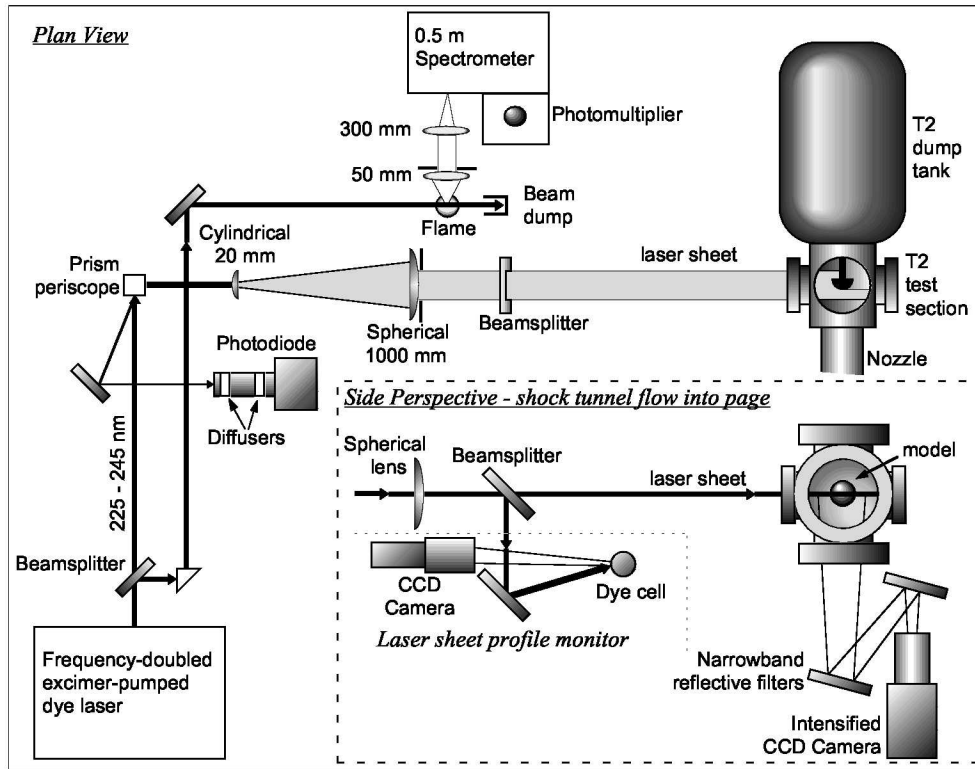 Plan View
0.5 m
Spectrometer
Photomultiplier
300 mm
50 mm
T2
dump
tank
Beam
dump
Flame
Cylindrical
20 mm
Prism
periscope
laser sheet
T2
test
section
Beamsplitter
Spherical
1000 mm
Nozzle
Photodiode
Diffusers
225 - 245 nm
Beamsplitter
Frequency-doubled
excimer-pumped
dye laser
Side Perspective - shock tunnel flow into page
Spherical
lens
Beamsplitter
model
laser sheet
CCD
Camera
Dye cell
Laser sheet profile monitor
Narrowband
reflective filters
Intensified
CCD Camera